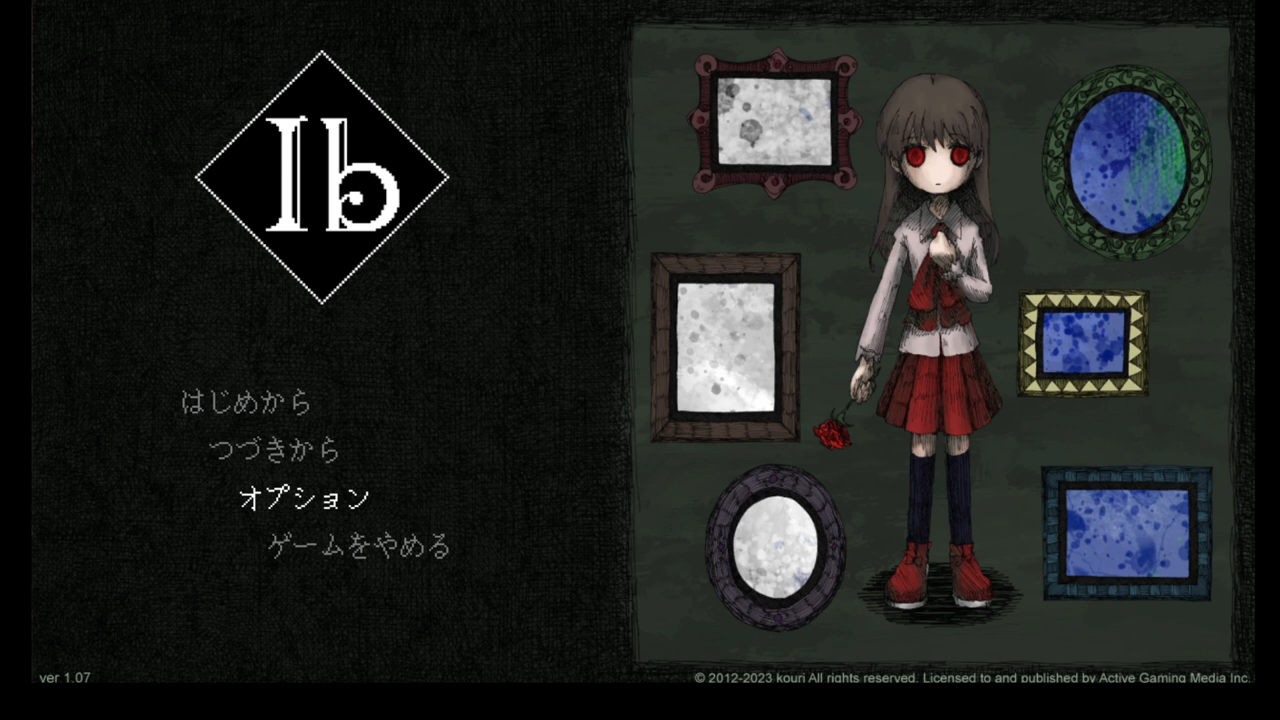 Ib
はじめから
つづきから
オプション
ゲームをやめる
ver 1.07
© 2012-2023 kouri All rights reserved. Licensed to and published by Active Gaming Media Inc.